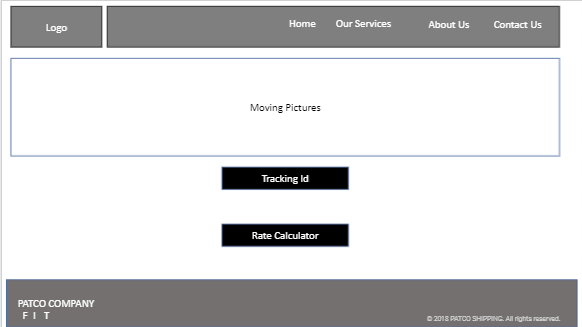 Logo
Home Our Services About Us Contact Us
Moving Pictures
Tracking Id
Rate Calculator
PATCO COMPANY
F I T
© 2018 PATCO SHIPPING. All rights reserved.